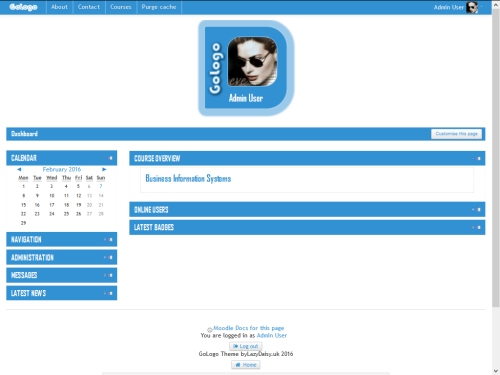 GoLogo About Contact Courses Purge cache Admin User
GoLogo
Admin User
Dashboard Customise this page
CALENDAR
◄ February 2016 ►
Mon Tue Wed Thu Fri Sat Sun
1 2 3 4 5 6 7
8 9 10 11 12 13 14
15 16 17 18 19 20 21
22 23 24 25 26 27 28
29
NAVIGATION
ADMINISTRATION
MESSAGES
LATEST NEWS
COURSE OVERVIEW
Business Information Systems
ONLINE USERS
LATEST BADGES
Moodle Docs for this page
You are logged in as Admin User
Log out
GoLogo Theme byLazyDaisy.uk 2016
Home